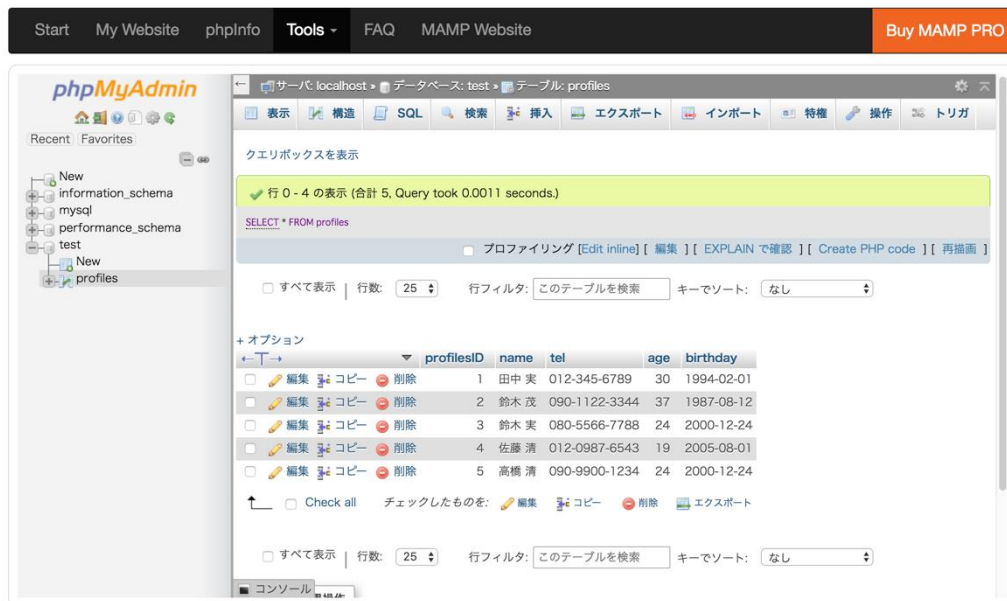 Start My Website phpInfo Tools FAQ MAMP Website Buy MAMP PRO
phpMyAdmin
Recent Favorites
New
information_schema
mysql
performance_schema
test
New
profiles
サーバ: localhost » データベース: test » テーブル: profiles
表示 構造 SQL 検索 挿入 エクスポート インポート 特権 操作 トリガ
クエリボックスを表示
行 0 - 4 の表示 (合計 5, Query took 0.0011 seconds.)
SELECT * FROM profiles
プロファイリング [Edit inline] [ 編集 ] [ EXPLAIN で確認 ] [ Create PHP code ] [ 再描画 ]
すべて表示 | 行数: 25 行フィルタ: このテーブルを検索 キーでソート: なし
+ オプション
←T→ profilesID name tel age birthday
編集 コピー 削除 1 田中 実 012-345-6789 30 1994-02-01
編集 コピー 削除 2 鈴木 茂 090-1122-3344 37 1987-08-12
編集 コピー 削除 3 鈴木 実 080-5566-7788 24 2000-12-24
編集 コピー 削除 4 佐藤 清 012-0987-6543 19 2005-08-01
編集 コピー 削除 5 高橋 清 090-9900-1234 24 2000-12-24
Check all チェックしたものを: 編集 コピー 削除 エクスポート
すべて表示 | 行数: 25 行フィルタ: このテーブルを検索 キーでソート: なし
コンソール